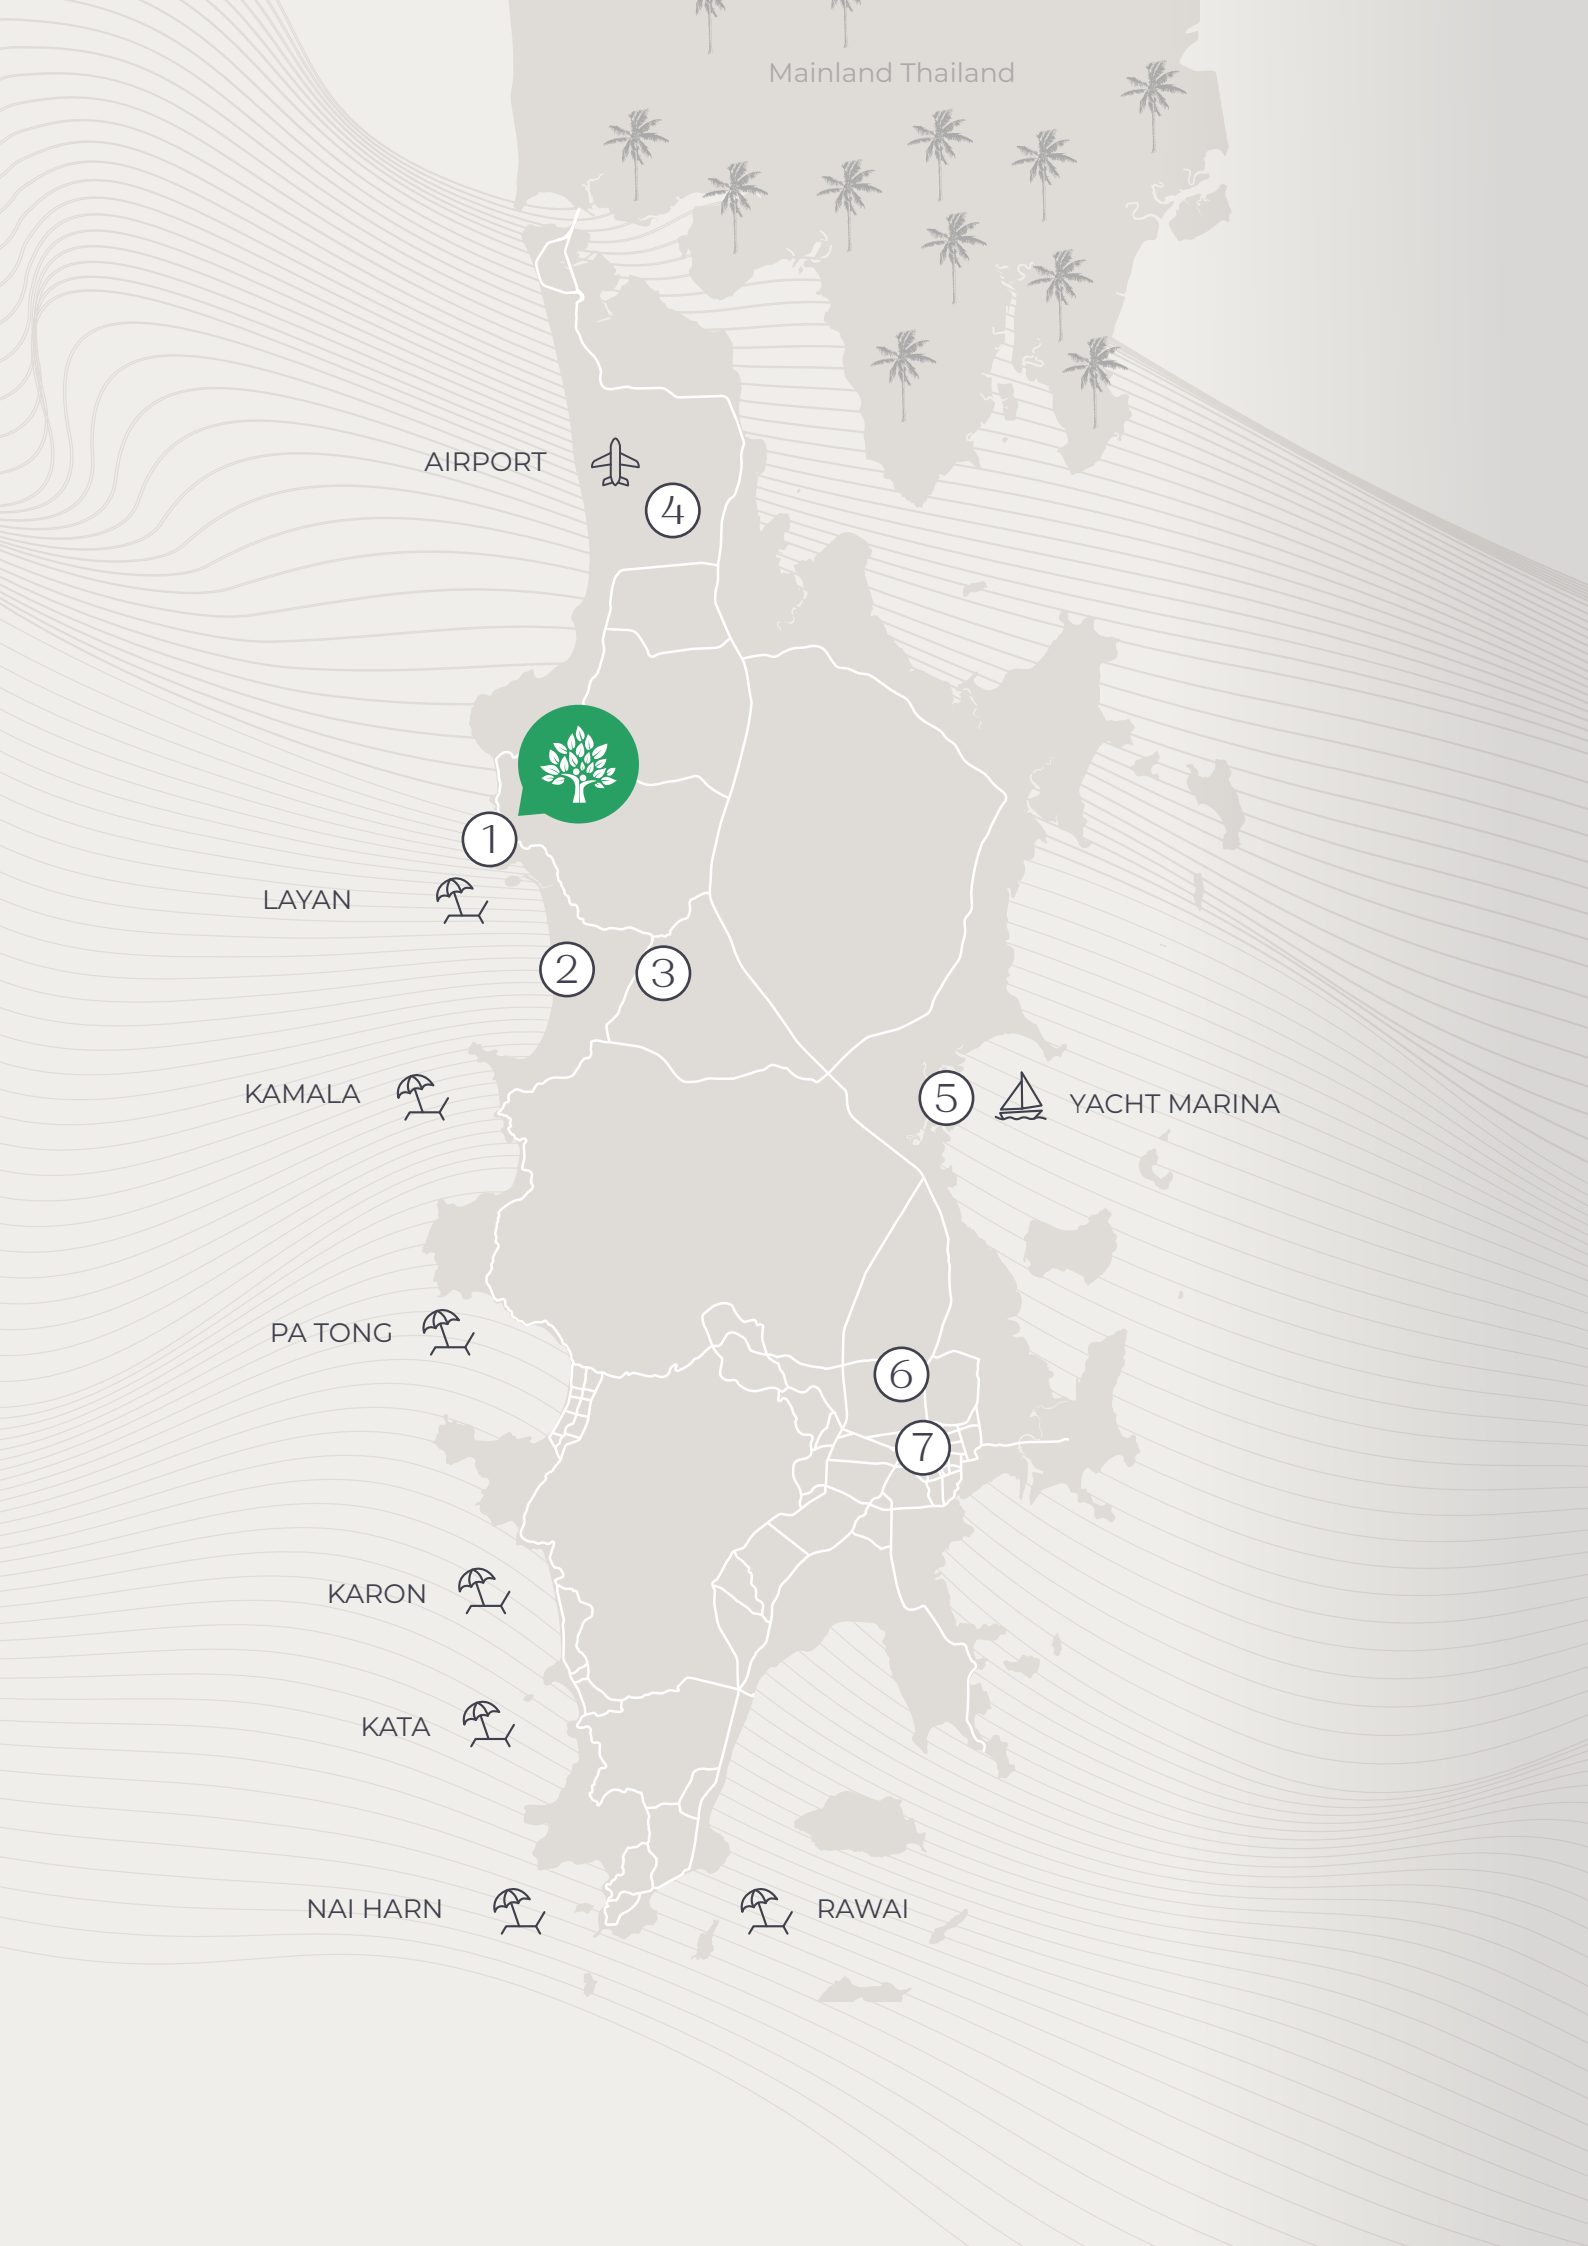 Mainland Thailand
AIRPORT
4
1
LAYAN
2
3
KAMALA
5
YACHT MARINA
PA TONG
6
7
KARON
KATA
NAI HARN
RAWAI